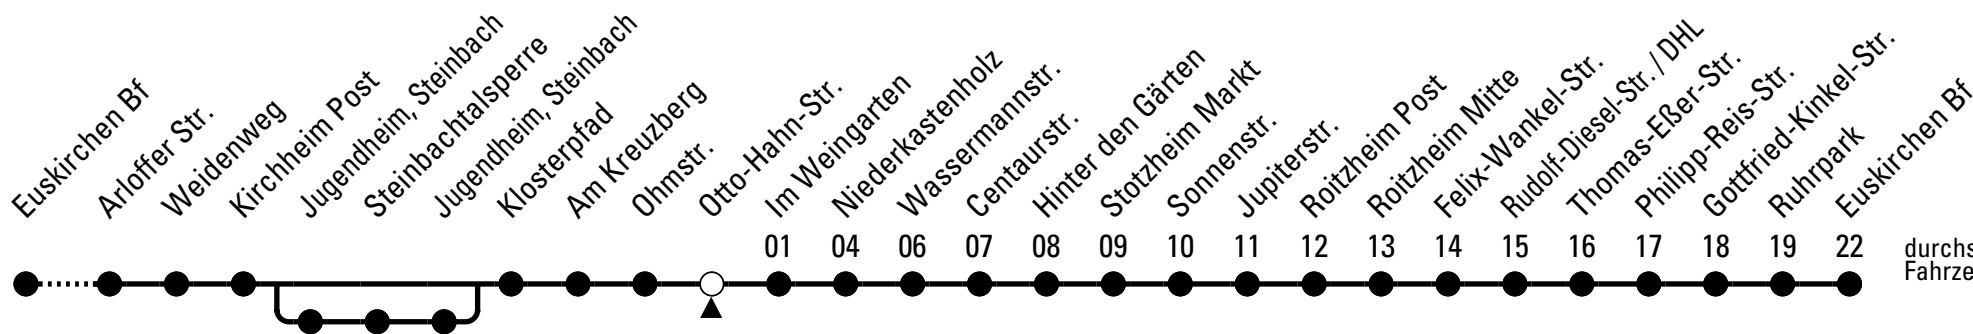 Euskirchen Bf
Arloffer Str.
Weidenweg
Kirchheim Post
Jugendheim, Steinbach
Steinbachtalsperre
Jugendheim, Steinbach
Klosterpfad
Am Kreuzberg
Ohmstr.
Otto-Hahn-Str.
Im Weingarten
Niederkastenholz
Wassermannstr.
Centaurstr.
Hinter den Gärten
Stotzheim Markt
Sonnenstr.
Jupiterstr.
Roitzheim Post
Roitzheim Mitte
Felix-Wankel-Str.
Rudolf-Diesel-Str. / DHL
Thomas-Eßer-Str.
Philipp-Reis-Str.
Gottfried-Kinkel-Str.
Ruhrpark
Euskirchen Bf
01 04 06 07 08 09 10 11 12 13 14 15 16 17 18 19 22
durchs
Fahrze